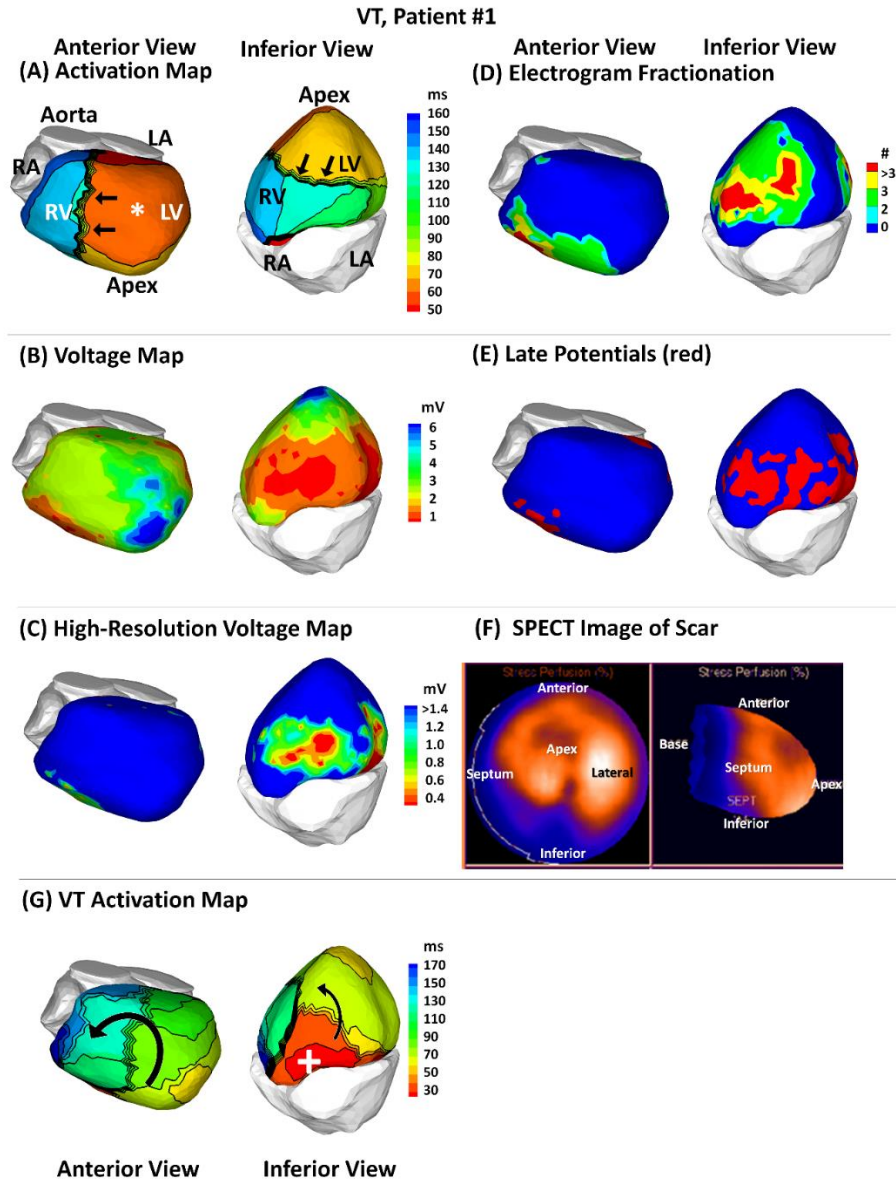 VT, Patient #1
Anterior View
Inferior View
(A) Activation Map
Aorta
LA
RA
RV
*
LV
Apex
Apex
LV
RV
RA
LA
ms
160
150
140
130
120
110
100
90
80
70
60
50
Anterior View
Inferior View
(D) Electrogram Fractionation
#
>3
3
2
0
(B) Voltage Map
mV
6
5
4
3
2
1
(E) Late Potentials (red)
(C) High-Resolution Voltage Map
mV
>1.4
1.2
1.0
0.8
0.6
0.4
(F) SPECT Image of Scar
Stress Perfusion (%)
Anterior
Apex
Septum
Lateral
Inferior
Stress Perfusion [%]
Anterior
Base
Septum
Apex
SEPT
Inferior
(G) VT Activation Map
ms
170
150
130
110
90
70
50
30
+
Anterior View
Inferior View